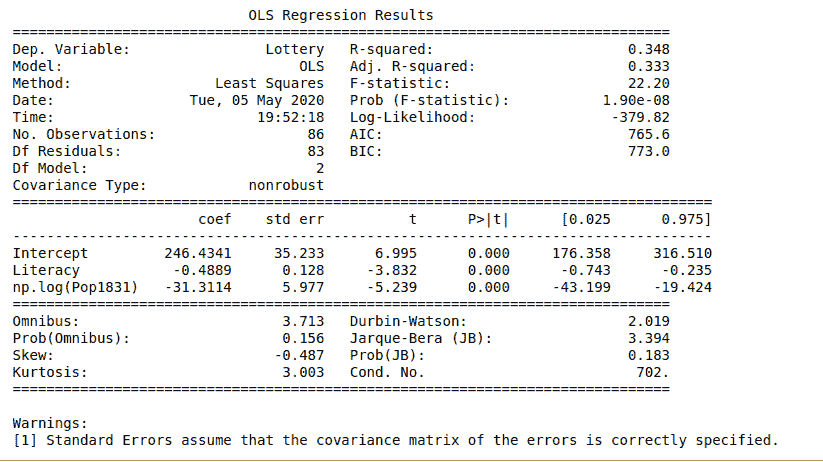 OLS Regression Results
==============================================================================
Dep. Variable:                Lottery   R-squared:                       0.348
Model:                            OLS   Adj. R-squared:                  0.333
Method:                 Least Squares   F-statistic:                     22.20
Date:                Tue, 05 May 2020   Prob (F-statistic):           1.90e-08
Time:                        19:52:18   Log-Likelihood:                -379.82
No. Observations:                  86   AIC:                             765.6
Df Residuals:                      83   BIC:                             773.0
Df Model:                           2
Covariance Type:            nonrobust
===================================================================================
                      coef    std err          t      P>|t|      [0.025      0.975]
-----------------------------------------------------------------------------------
Intercept         246.4341     35.233      6.995      0.000     176.358     316.510
Literacy           -0.4889      0.128     -3.832      0.000      -0.743      -0.235
np.log(Pop1831)   -31.3114      5.977     -5.239      0.000     -43.199     -19.424
==============================================================================
Omnibus:                        3.713   Durbin-Watson:                   2.019
Prob(Omnibus):                  0.156   Jarque-Bera (JB):                3.394
Skew:                          -0.487   Prob(JB):                        0.183
Kurtosis:                       3.003   Cond. No.                         702.
==============================================================================

Warnings:
[1] Standard Errors assume that the covariance matrix of the errors is correctly specified.